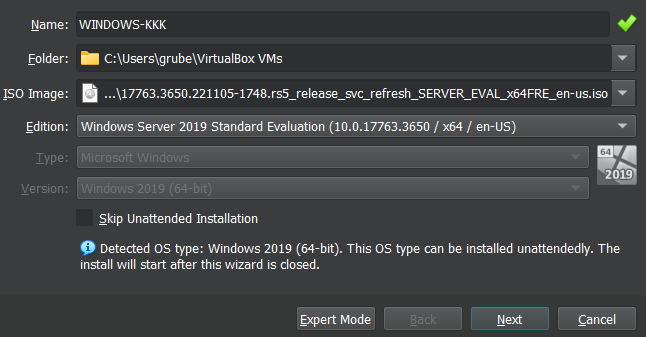 Name: WINDOWS-KKK
Folder: C:\Users\grube\VirtualBox VMs
ISO Image: ...\17763.3650.221105-1748.rs5_release_svc_refresh_SERVER_EVAL_x64FRE_en-us.iso
Edition: Windows Server 2019 Standard Evaluation (10.0.17763.3650 / x64 / en-US)
Type: Microsoft Windows
64
2019
Version: Windows 2019 (64-bit)
Skip Unattended Installation
Detected OS type: Windows 2019 (64-bit). This OS type can be installed unattendedly. The
install will start after this wizard is closed.
Expert Mode Back Next Cancel